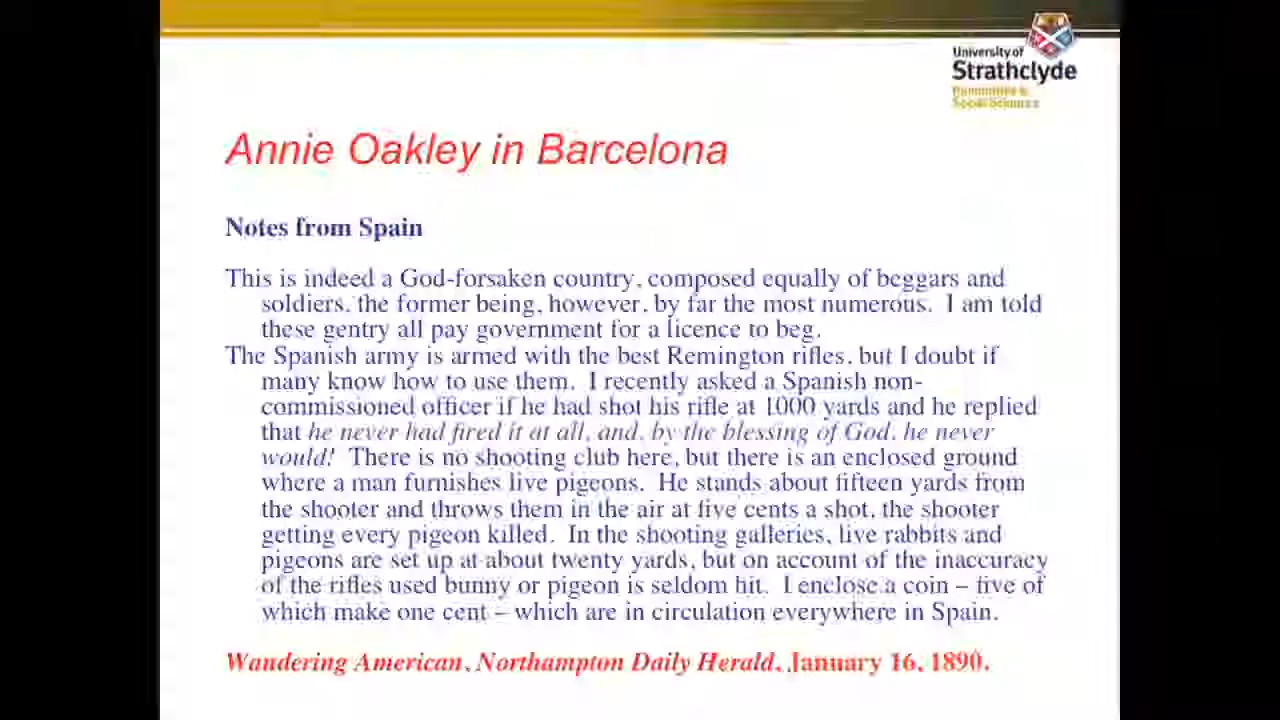 University of
Strathclyde
Humanities &
Social Sciences
Annie Oakley in Barcelona
Notes from Spain
This is indeed a God-forsaken country, composed equally of beggars and
soldiers, the former being, however, by far the most numerous.  I am told
these gentry all pay government for a licence to beg.
The Spanish army is armed with the best Remington rifles, but I doubt if
many know how to use them.  I recently asked a Spanish non-
commissioned officer if he had shot his rifle at 1000 yards and he replied
that he never had fired it at all, and, by the blessing of God, he never
would!  There is no shooting club here, but there is an enclosed ground
where a man furnishes live pigeons.  He stands about fifteen yards from
the shooter and throws them in the air at five cents a shot, the shooter
getting every pigeon killed.  In the shooting galleries, live rabbits and
pigeons are set up at about twenty yards, but on account of the inaccuracy
of the rifles used bunny or pigeon is seldom hit.  I enclose a coin – five of
which make one cent – which are in circulation everywhere in Spain.
Wandering American, Northampton Daily Herald, January 16, 1890.